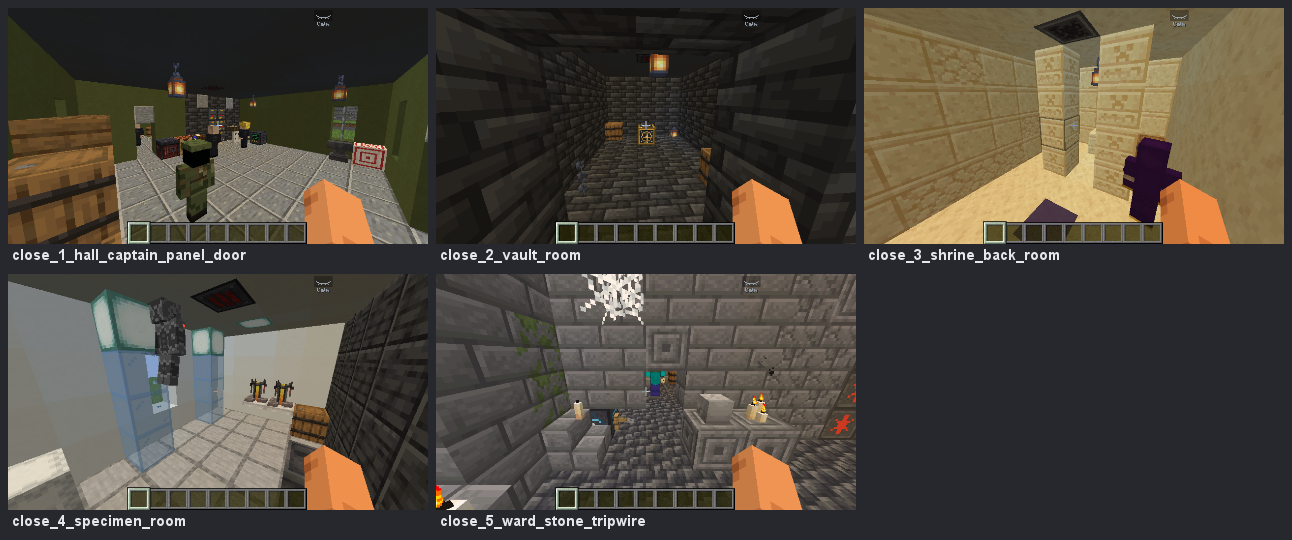 close_1_hall_captain_panel_door
close_2_vault_room
close_3_shrine_back_room
close_4_specimen_room
close_5_ward_stone_tripwire